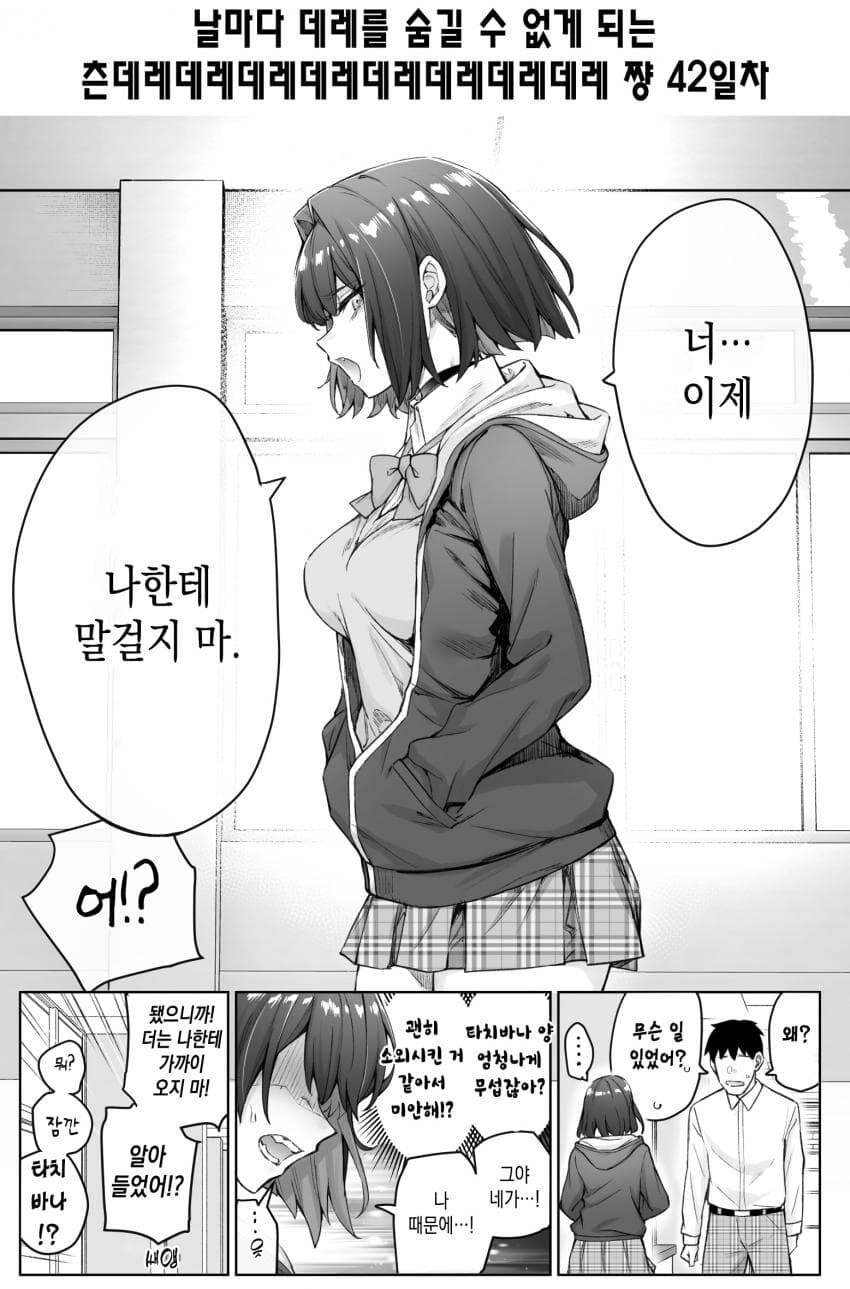 날마다 데레를 숨길 수 없게 되는
츤데레데레데레데레데레데레데레데레 쨩 42일차
너…
이제
나한테
말걸지 마.
어!?
왜?
무슨 일
있었어?
····
타치바나 양
엄청나게
무섭잖아?
괜히
소외시킨 거
같아서
미안해!?
그야
네가…!
나
때문에…!
···
됐으니까!
더는 나한테
가까이
오지 마!
알아
들었어!?
쌔앵
뭐?
잠깐
타치
바나
!?